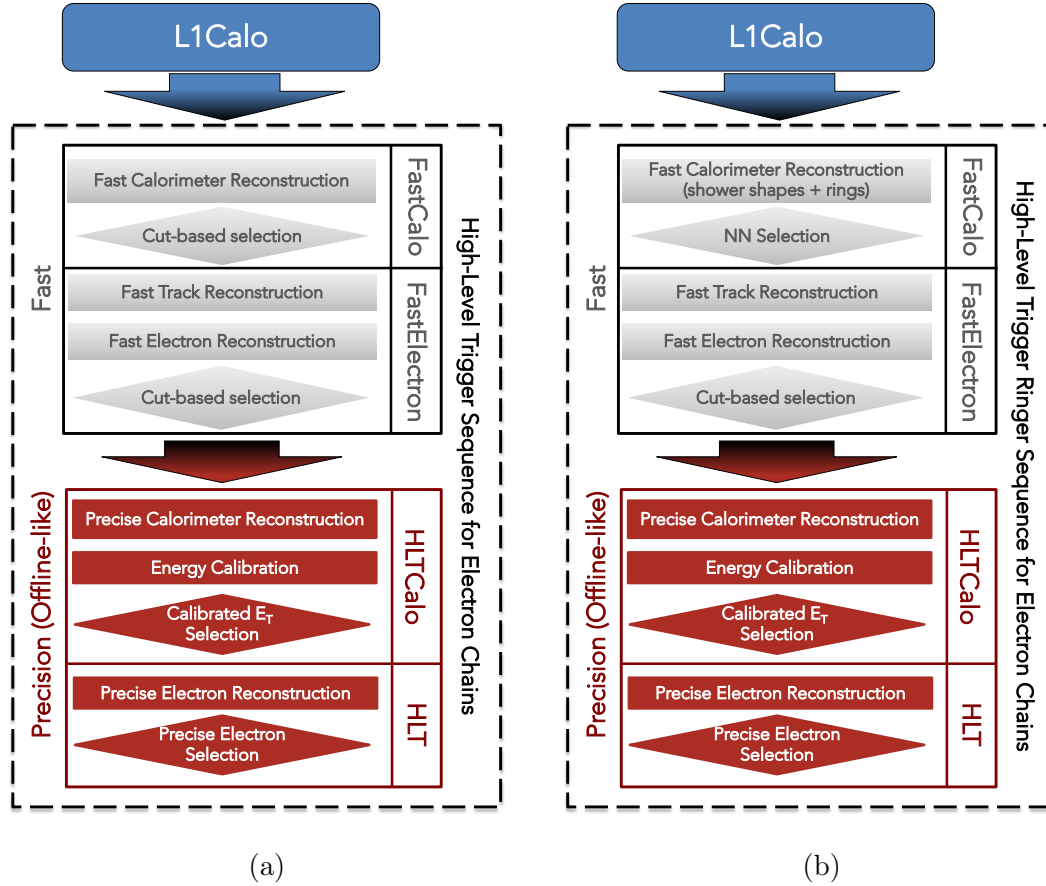 L1Calo
Fast
Fast Calorimeter Reconstruction
Cut-based selection
FastCalo
Fast Track Reconstruction
Fast Electron Reconstruction
Cut-based selection
FastElectron
Precision (Offline-like)
Precise Calorimeter Reconstruction
Energy Calibration
Calibrated ET
Selection
HLTCalo
Precise Electron Reconstruction
Precise Electron
Selection
HLT
High-Level Trigger Sequence for Electron Chains
(a)
L1Calo
Fast
Fast Calorimeter Reconstruction
(shower shapes + rings)
NN Selection
FastCalo
Fast Track Reconstruction
Fast Electron Reconstruction
Cut-based selection
FastElectron
Precision (Offline-like)
Precise Calorimeter Reconstruction
Energy Calibration
Calibrated ET
Selection
HLTCalo
Precise Electron Reconstruction
Precise Electron
Selection
HLT
High-Level Trigger Ringer Sequence for Electron Chains
(b)